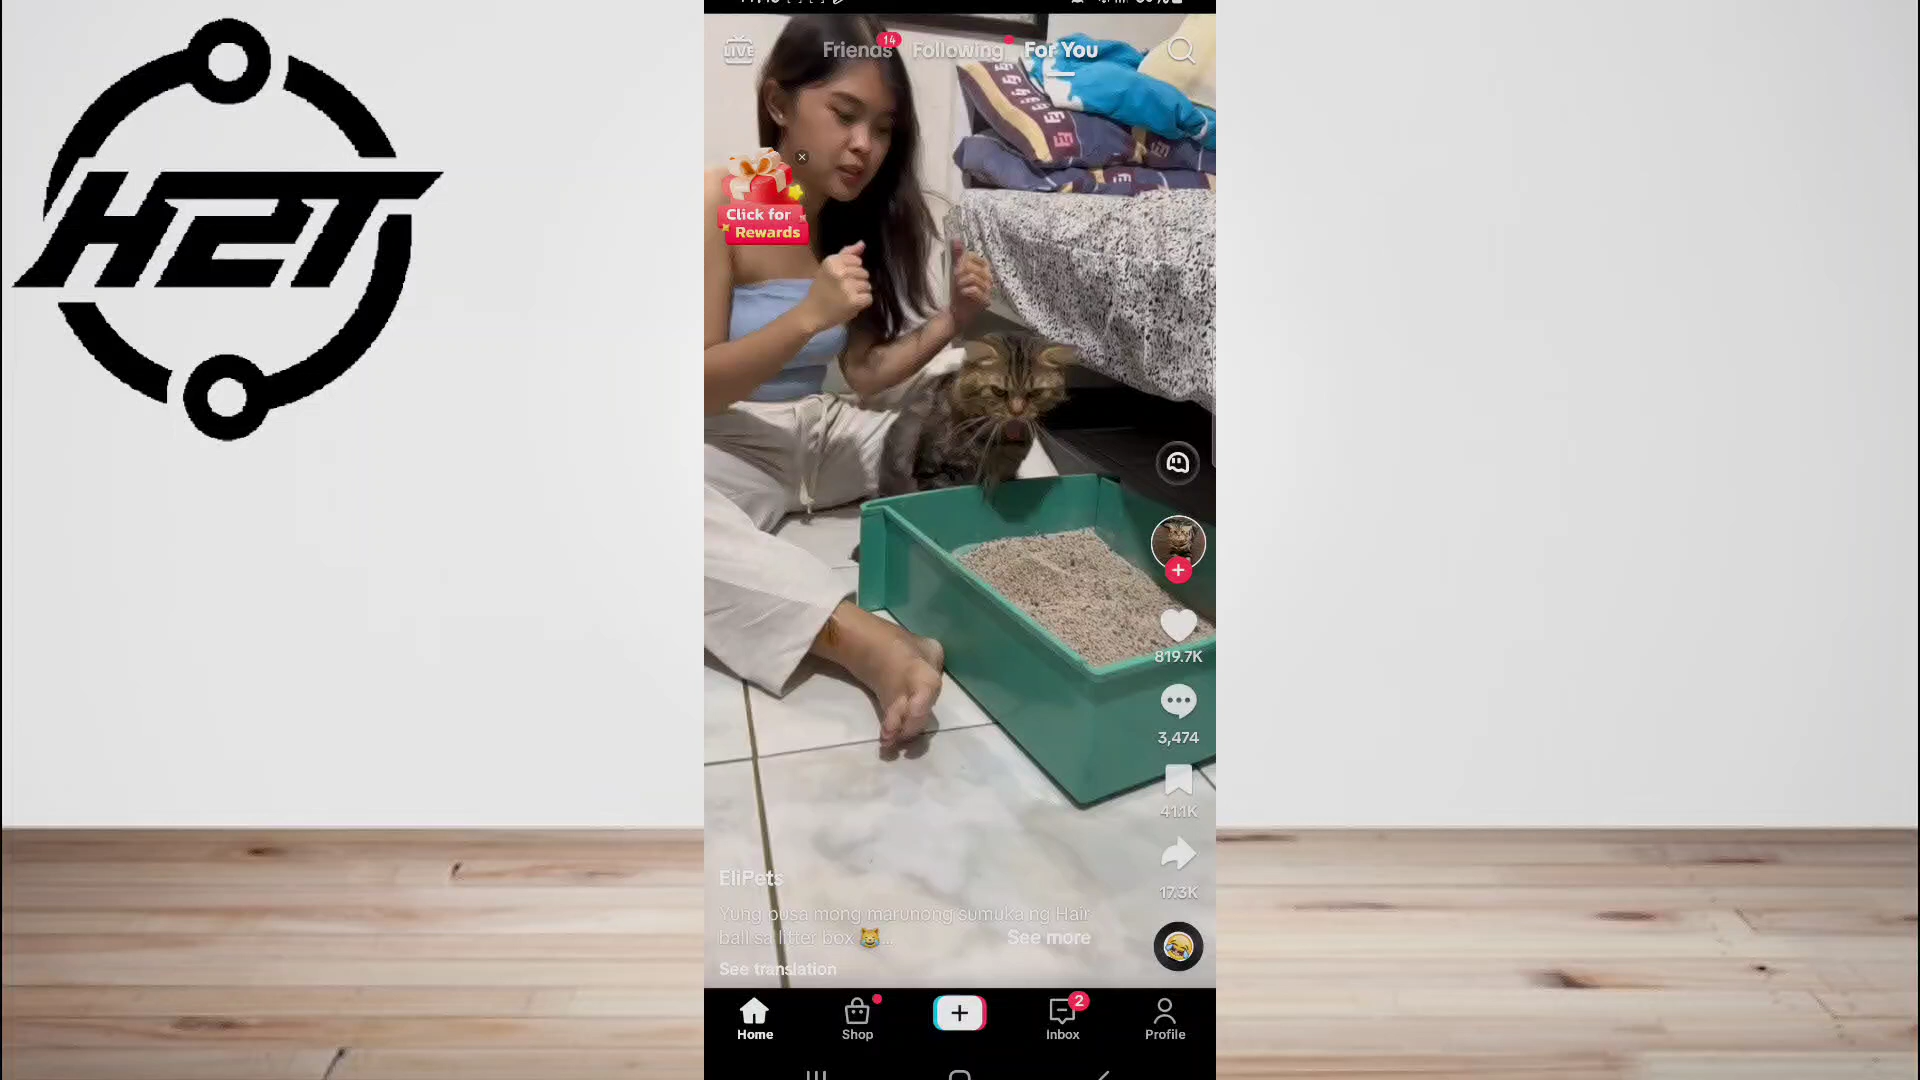 H2T
LIVE
Friends 14
Following
For You
Click for
Rewards
819.7K
3,474
41.1K
17.3K
EliPets
Yung pusa mong marunong sumuka ng Hair
ball sa litter box 😹... See more
See translation
Home
Shop
Inbox 2
Profile